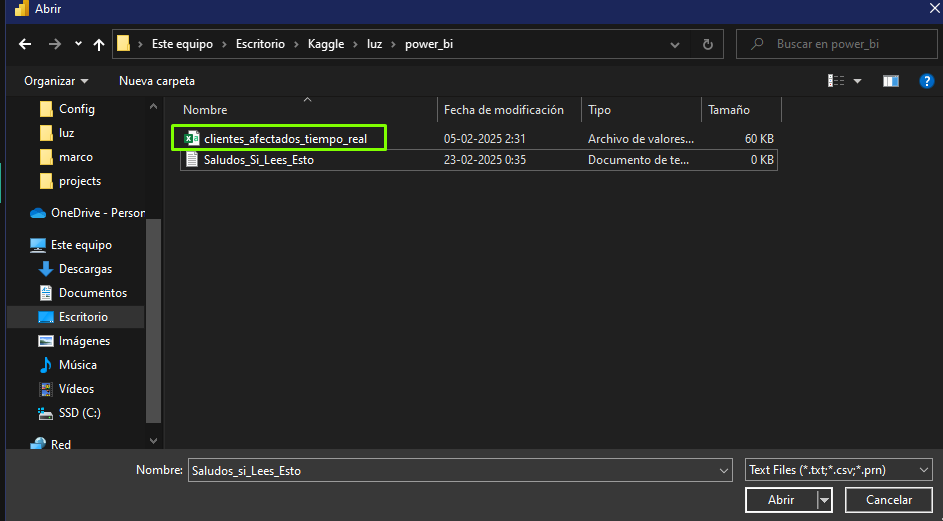 Abrir
Este equipo › Escritorio › Kaggle › luz › power_bi
Buscar en power_bi
Organizar
Nueva carpeta
Nombre
Fecha de modificación
Tipo
Tamaño
Config
luz
marco
projects
OneDrive - Person
Este equipo
Descargas
Documentos
Escritorio
Imágenes
Música
Vídeos
SSD (C:)
Red
clientes_afectados_tiempo_real
05-02-2025 2:31
Archivo de valores...
60 KB
Saludos_Si_Lees_Esto
23-02-2025 0:35
Documento de te...
0 KB
Nombre:
Saludos_si_Lees_Esto
Text Files (*.txt;*.csv;*.prn)
Abrir
Cancelar